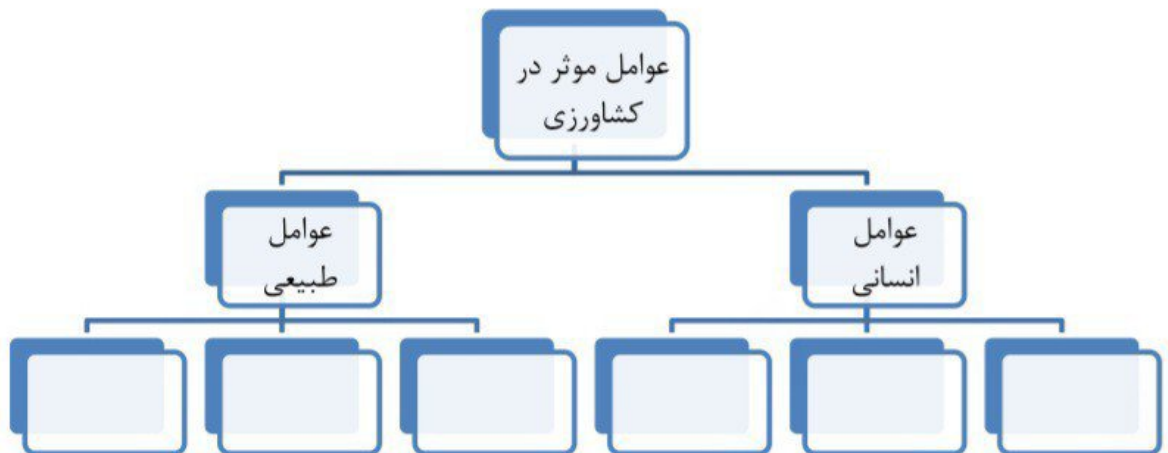 عوامل موثر در
کشاورزی
عوامل
انسانی
عوامل
طبیعی